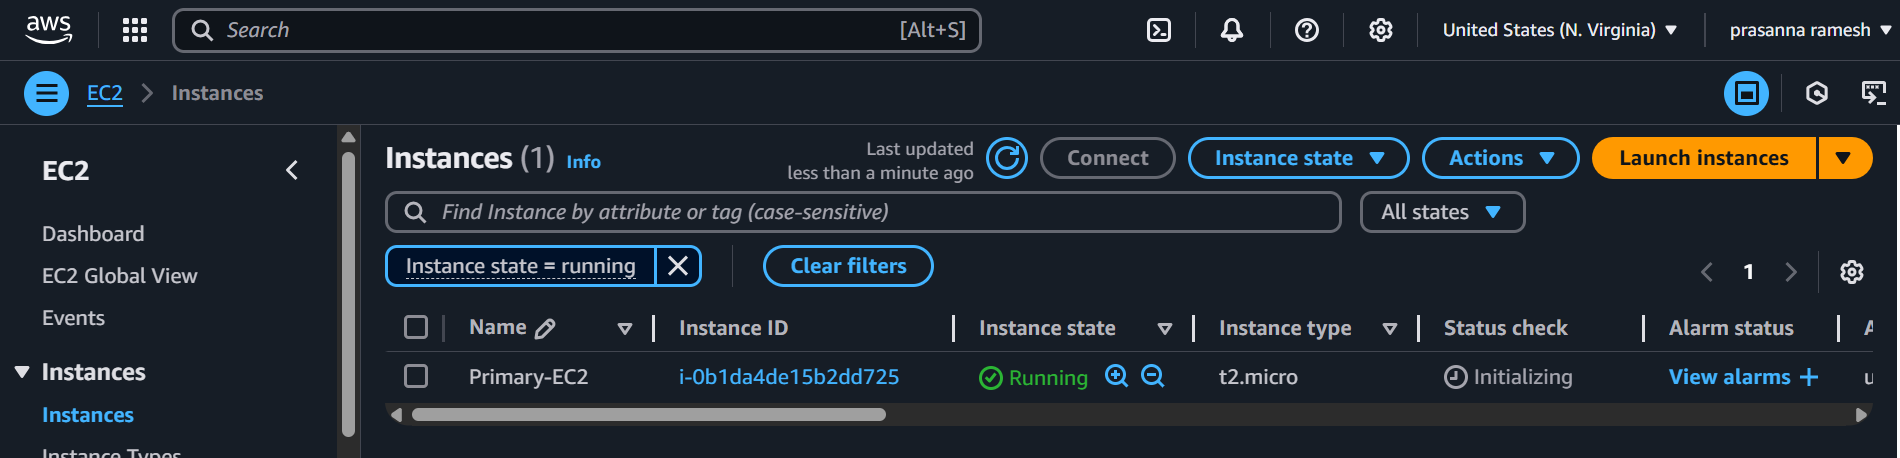 aws
Search [Alt+S]
United States (N. Virginia)
prasanna ramesh
EC2 Instances
EC2
Dashboard
EC2 Global View
Events
Instances
Instances
Instance Types
Instances (1) Info
Last updated
less than a minute ago
Connect
Instance state
Actions
Launch instances
Find Instance by attribute or tag (case-sensitive)
All states
Instance state = running
Clear filters
1
Name Instance ID Instance state Instance type Status check Alarm status
Primary-EC2 i-0b1da4de15b2dd725 Running t2.micro Initializing View alarms +